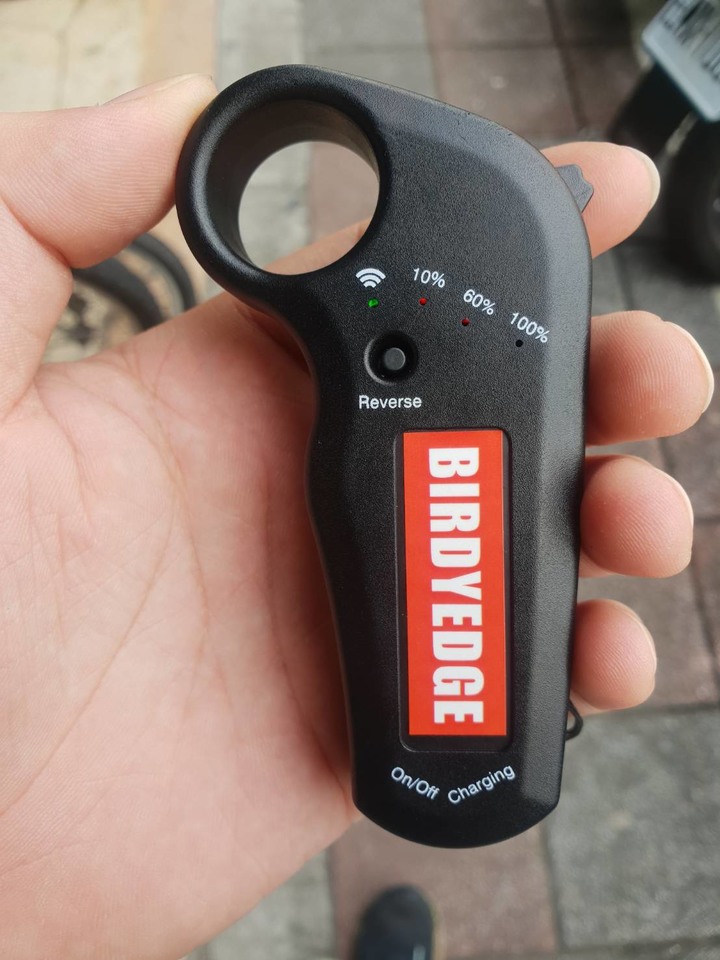 10% 60% 100%
Reverse
BIRDYEDGE
On/Off Charging